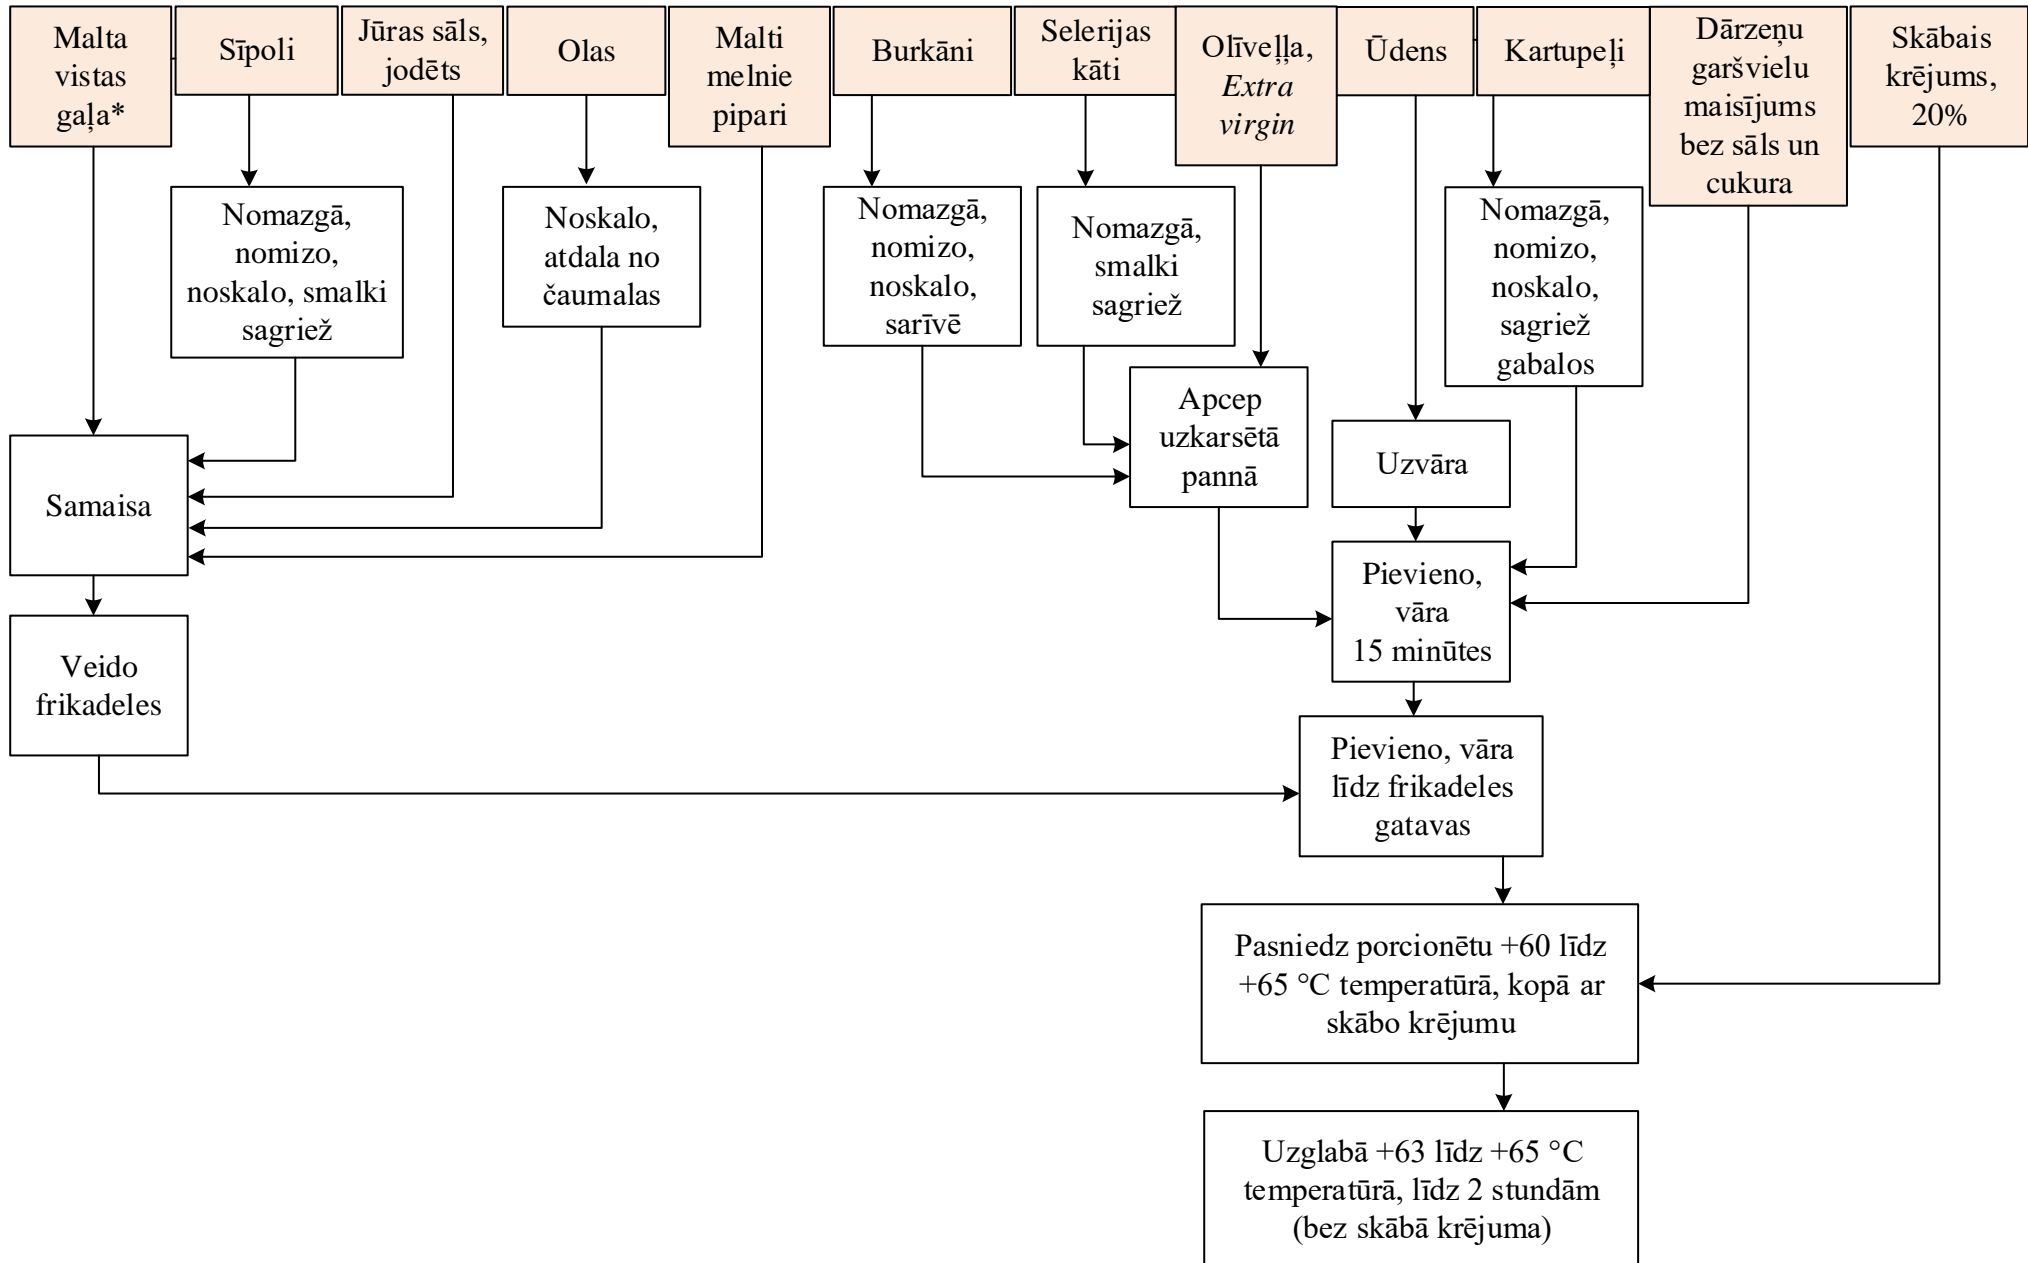 Malta
vistas
gaļa*
Sīpoli
Jūras sāls,
jodēts
Olas
Malti
melnie
pipari
Burkāni
Selerijas
kāti
Olīveļļa,
Extra
virgin
Ūdens
Kartupeļi
Dārzeņu
garšvielu
maisījums
bez sāls un
cukura
Skābais
krējums,
20%
Nomazgā,
nomizo,
noskalo, smalki
sagriež
Noskalo,
atdala no
čaumalas
Nomazgā,
nomizo,
noskalo,
sarīvē
Nomazgā,
smalki
sagriež
Nomazgā,
nomizo,
noskalo,
sagriež
gabalos
Apcep
uzkarsētā
pannā
Uzvāra
Samaisa
Pievieno,
vāra
15 minūtes
Veido
frikadeles
Pievieno, vāra
līdz frikadeles
gatavas
Pasniedz porcionētu +60 līdz
+65 °C temperatūrā, kopā ar
skābo krējumu
Uzglabā +63 līdz +65 °C
temperatūrā, līdz 2 stundām
(bez skābā krējuma)